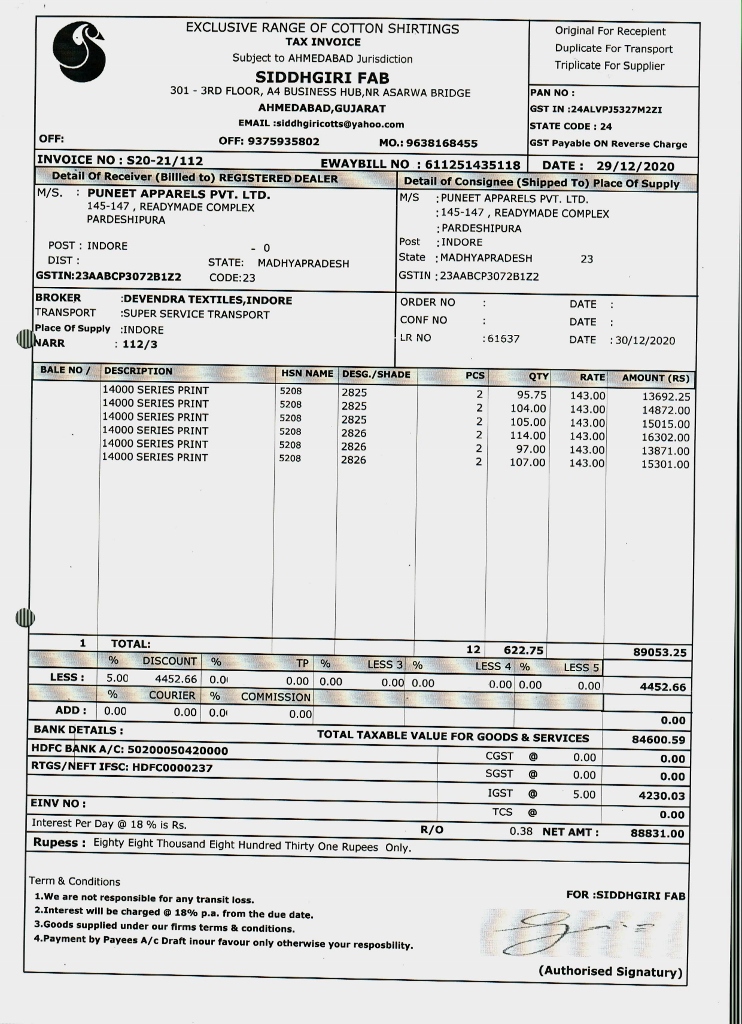 EXCLUSIVE RANGE OF COTTON SHIRTINGS
TAX INVOICE
Subject to AHMEDABAD Jurisdiction
SIDDHGIRI FAB
301 - 3RD FLOOR, A4 BUSINESS HUB,NR ASARWA BRIDGE
AHMEDABAD,GUJARAT
EMAIL :siddhgiricotts@yahoo.com
OFF: OFF: 9375935802 MO.: 9638168455
Original For Recepient
Duplicate For Transport
Triplicate For Supplier
PAN NO :
GST IN :24ALVPJ5327M2ZI
STATE CODE : 24
GST Payable ON Reverse Charge
INVOICE NO : S20-21/112 EWAYBILL NO : 611251435118 DATE : 29/12/2020
Detail Of Receiver (Billled to) REGISTERED DEALER
M/S. : PUNEET APPARELS PVT. LTD.
145-147 , READYMADE COMPLEX
PARDESHIPURA
POST : INDORE - 0
DIST : STATE: MADHYAPRADESH
GSTIN:23AABCP3072B1Z2 CODE:23
Detail of Consignee (Shipped To) Place Of Supply
M/S :PUNEET APPARELS PVT. LTD.
:145-147 , READYMADE COMPLEX
: PARDESHIPURA
Post :INDORE
State :MADHYAPRADESH 23
GSTIN :23AABCP3072B1Z2
BROKER :DEVENDRA TEXTILES,INDORE
TRANSPORT :SUPER SERVICE TRANSPORT
Place Of Supply :INDORE
NARR : 112/3
ORDER NO : DATE :
CONF NO : DATE :
LR NO :61637 DATE :30/12/2020
BALE NO / DESCRIPTION HSN NAME DESG./SHADE PCS QTY RATE AMOUNT (RS)
14000 SERIES PRINT 5208 2825 2 95.75 143.00 13692.25
14000 SERIES PRINT 5208 2825 2 104.00 143.00 14872.00
14000 SERIES PRINT 5208 2825 2 105.00 143.00 15015.00
14000 SERIES PRINT 5208 2826 2 114.00 143.00 16302.00
14000 SERIES PRINT 5208 2826 2 97.00 143.00 13871.00
14000 SERIES PRINT 5208 2826 2 107.00 143.00 15301.00
1 TOTAL: 12 622.75 89053.25
% DISCOUNT % TP % LESS 3 % LESS 4 % LESS 5
LESS : 5.00 4452.66 0.0( 0.00 0.00 0.00 0.00 0.00 0.00 0.00 4452.66
% COURIER % COMMISSION
ADD : 0.00 0.00 0.0( 0.00 0.00
BANK DETAILS : TOTAL TAXABLE VALUE FOR GOODS & SERVICES 84600.59
HDFC BANK A/C: 50200050420000 CGST @ 0.00 0.00
RTGS/NEFT IFSC: HDFC0000237 SGST @ 0.00 0.00
IGST @ 5.00 4230.03
EINV NO : TCS @ 0.00
Interest Per Day @ 18 % is Rs. R/O 0.38 NET AMT : 88831.00
Rupess : Eighty Eight Thousand Eight Hundred Thirty One Rupees Only.
Term & Conditions
1.We are not responsible for any transit loss.
2.Interest will be charged @ 18% p.a. from the due date.
3.Goods supplied under our firms terms & conditions.
4.Payment by Payees A/c Draft inour favour only otherwise your resposbility.
FOR :SIDDHGIRI FAB
(Authorised Signatury)